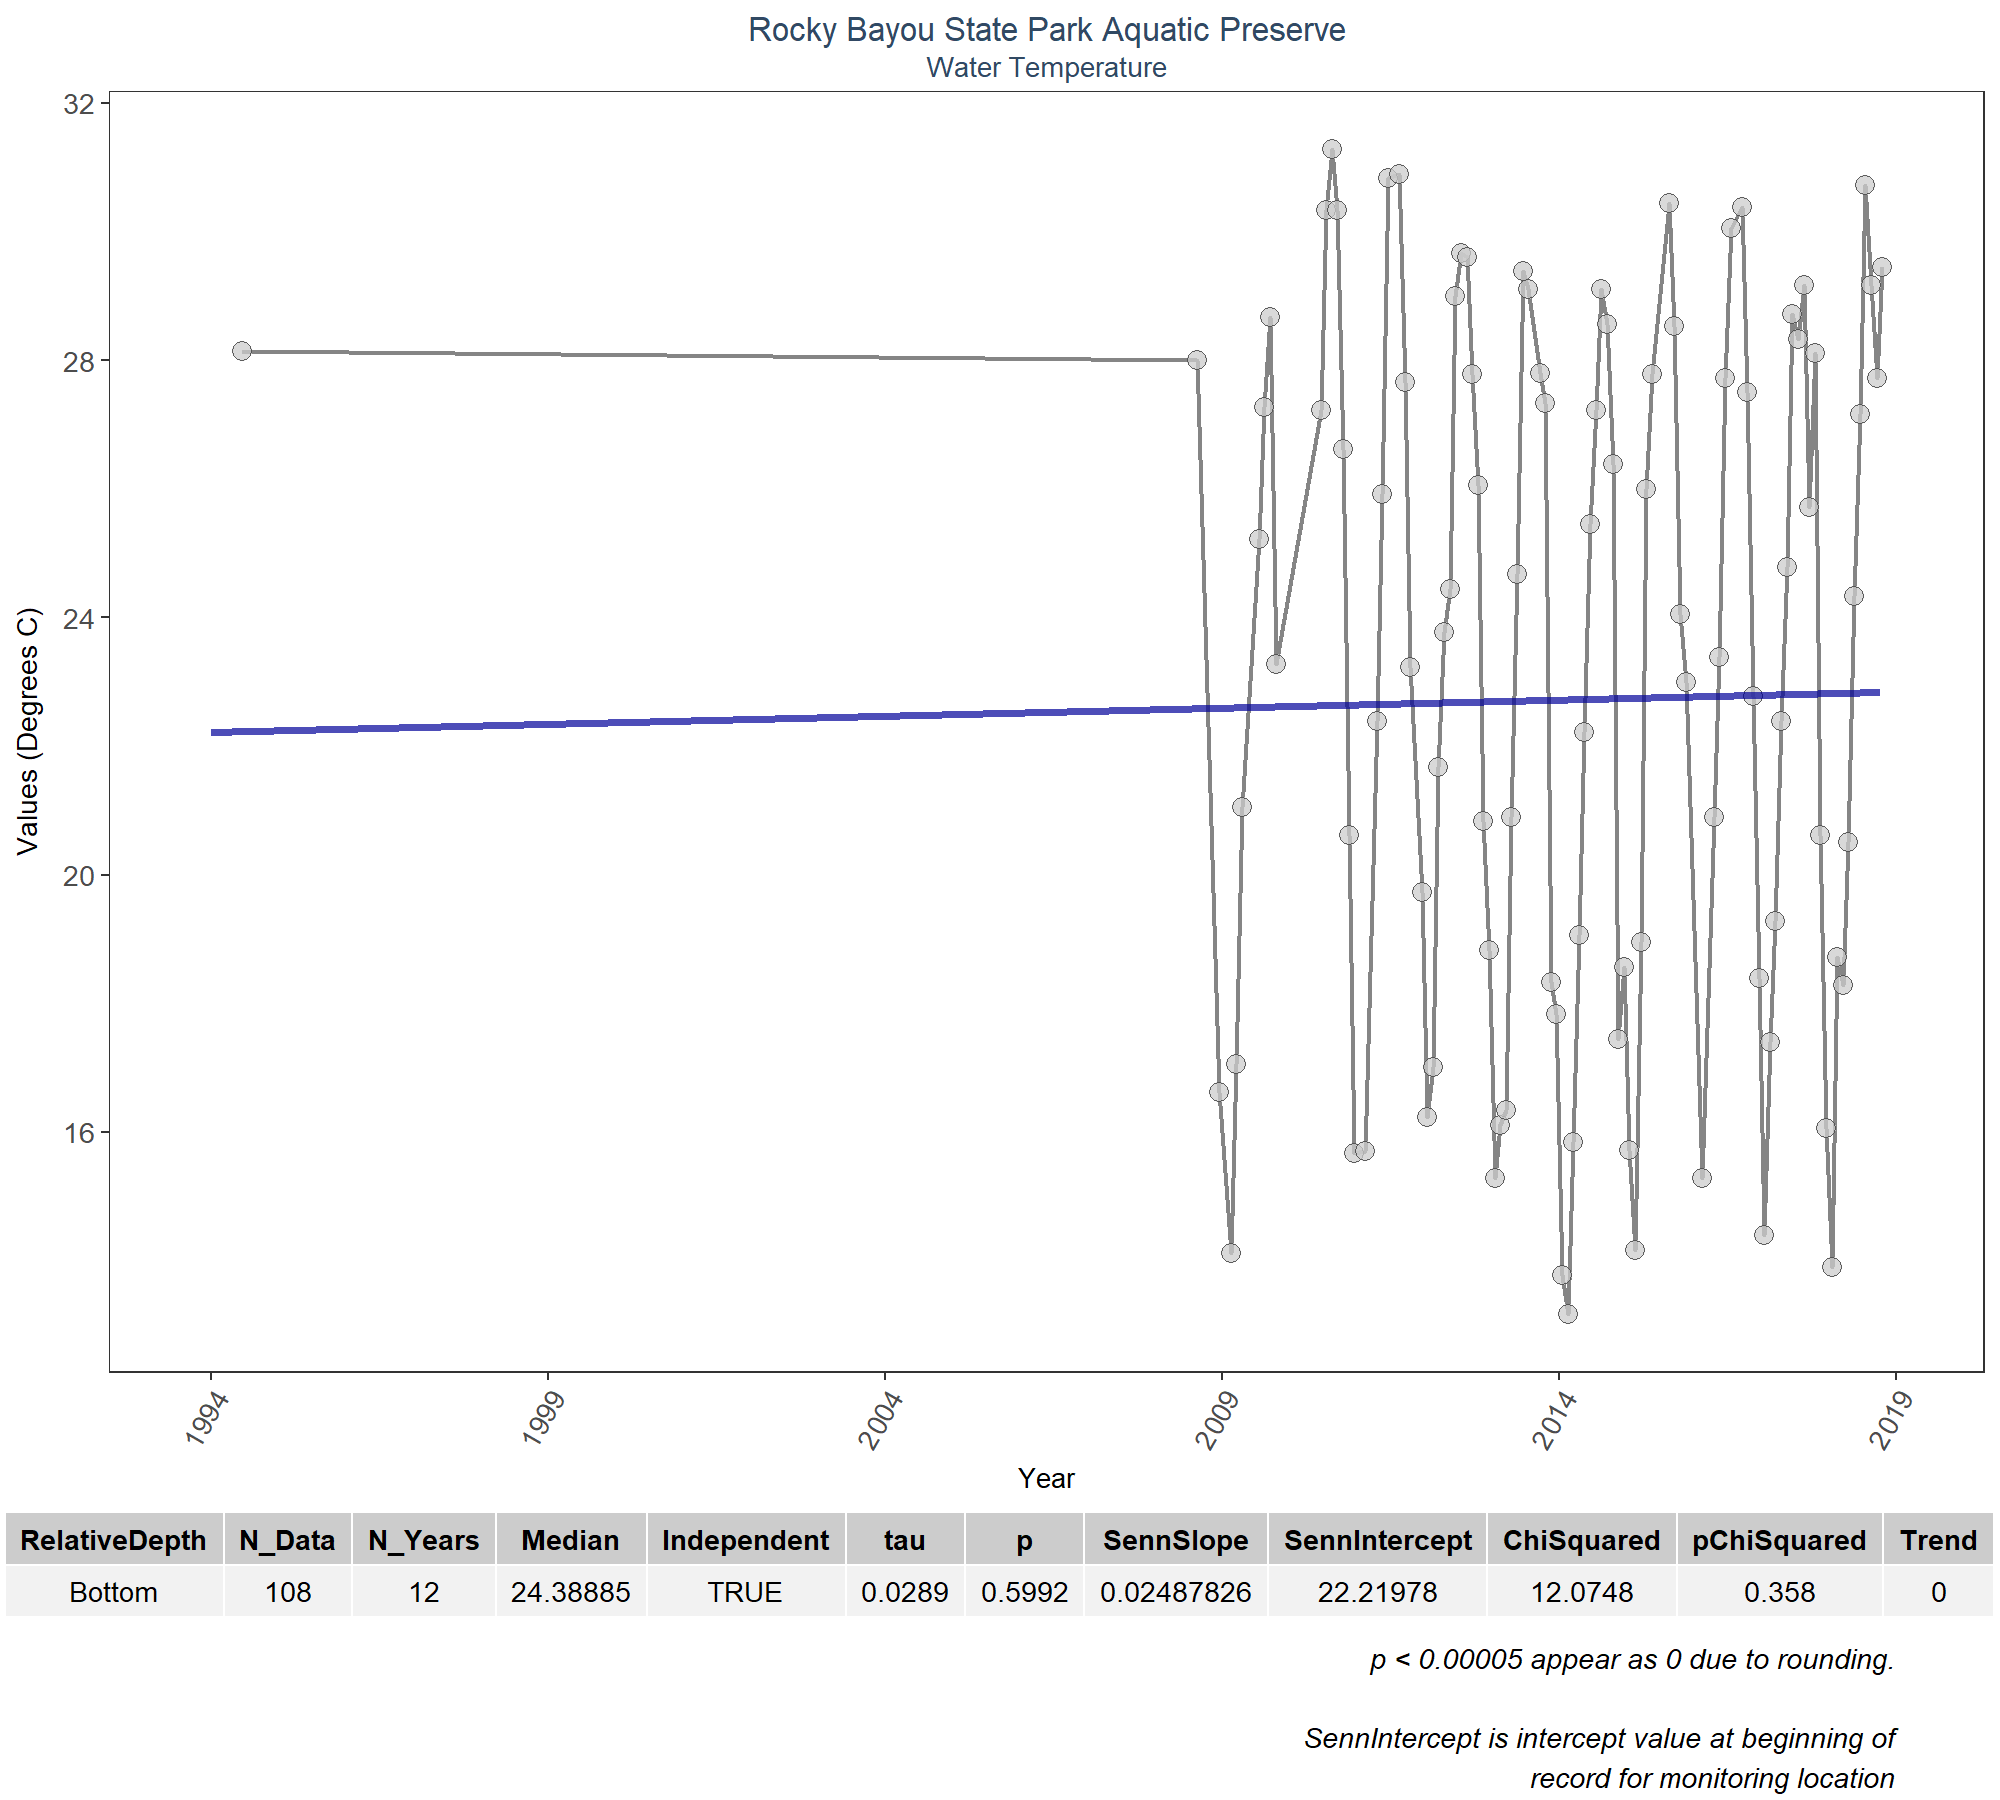 Rocky Bayou State Park Aquatic Preserve
Water Temperature
32
28
24
20
16
Values (Degrees C)
1994 1999 2004 2009 2014 2019
Year
RelativeDepth N_Data N_Years Median Independent tau p SennSlope SennIntercept ChiSquared pChiSquared Trend
Bottom 108 12 24.38885 TRUE 0.0289 0.5992 0.02487826 22.21978 12.0748 0.358 0
p < 0.00005 appear as 0 due to rounding.
SennIntercept is intercept value at beginning of
record for monitoring location